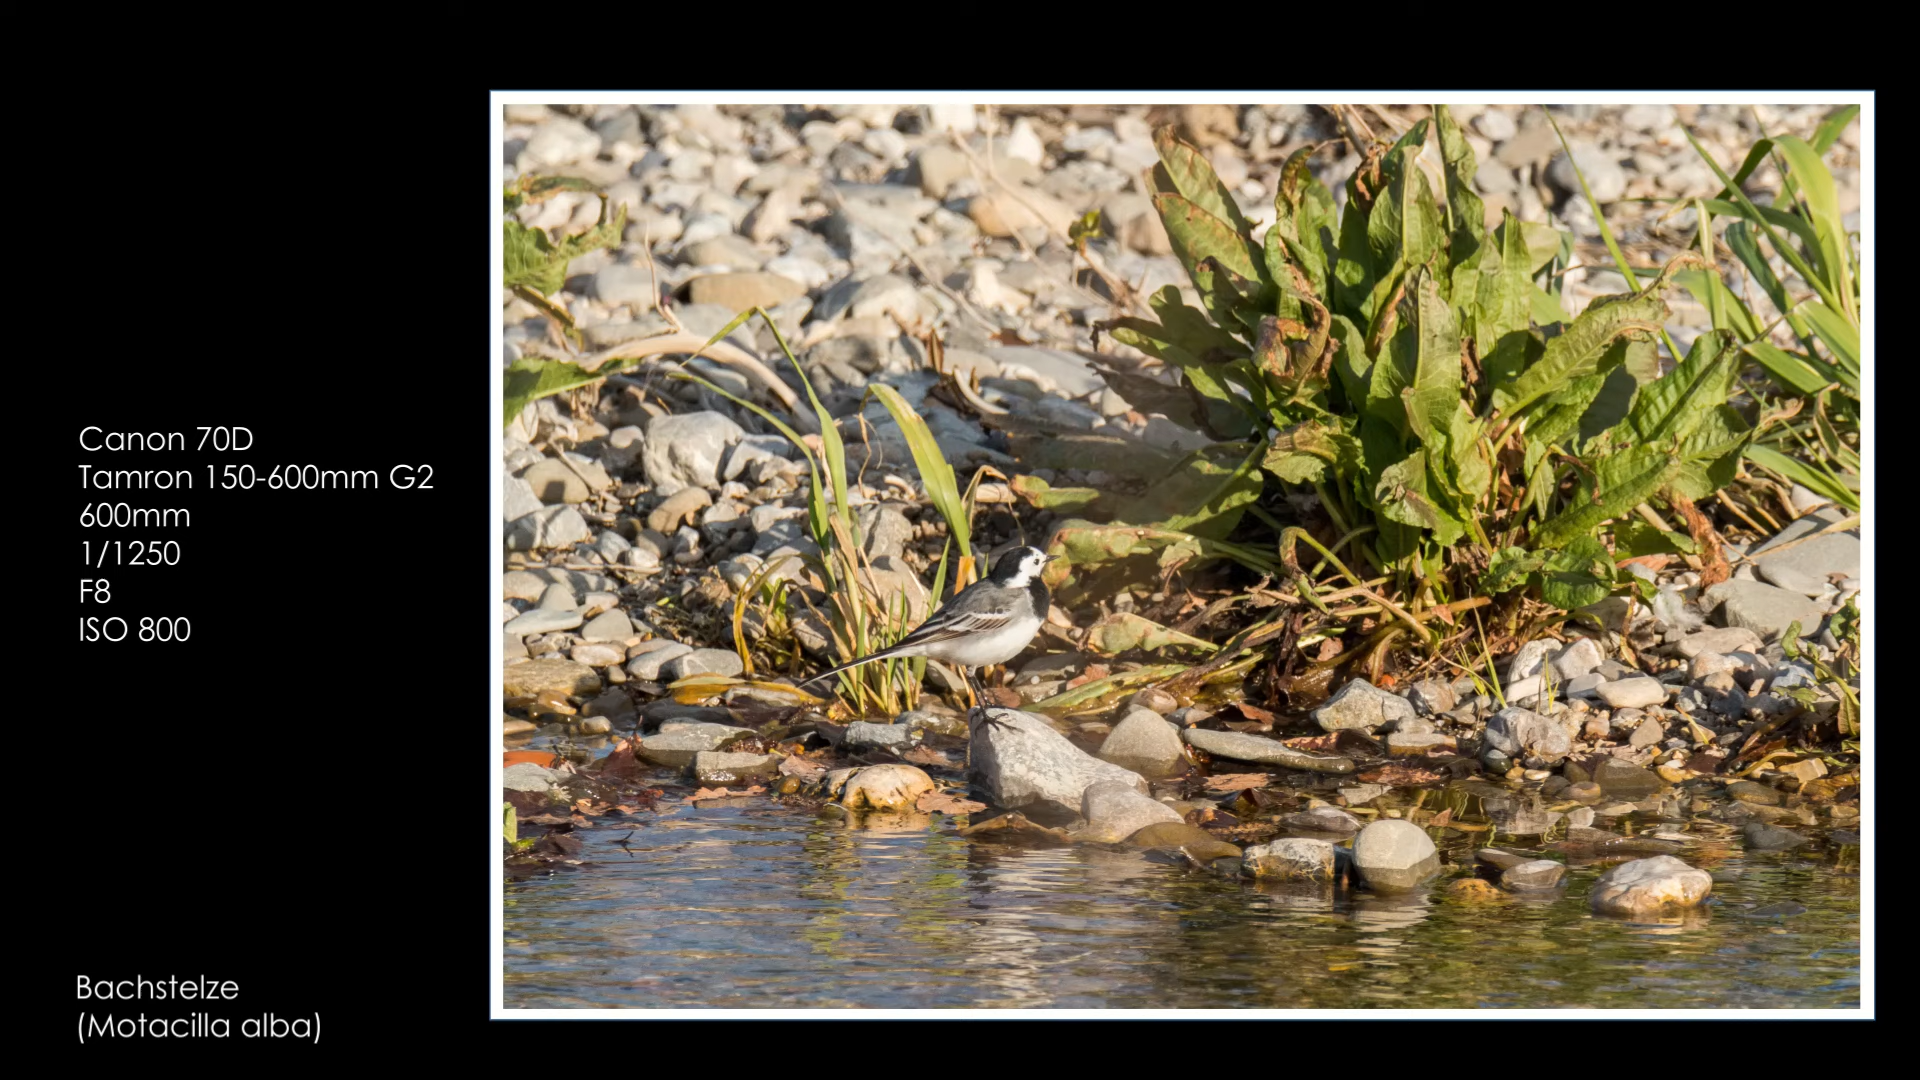 Canon 70D
Tamron 150-600mm G2
600mm
1/1250
F8
ISO 800
Bachstelze
(Motacilla alba)